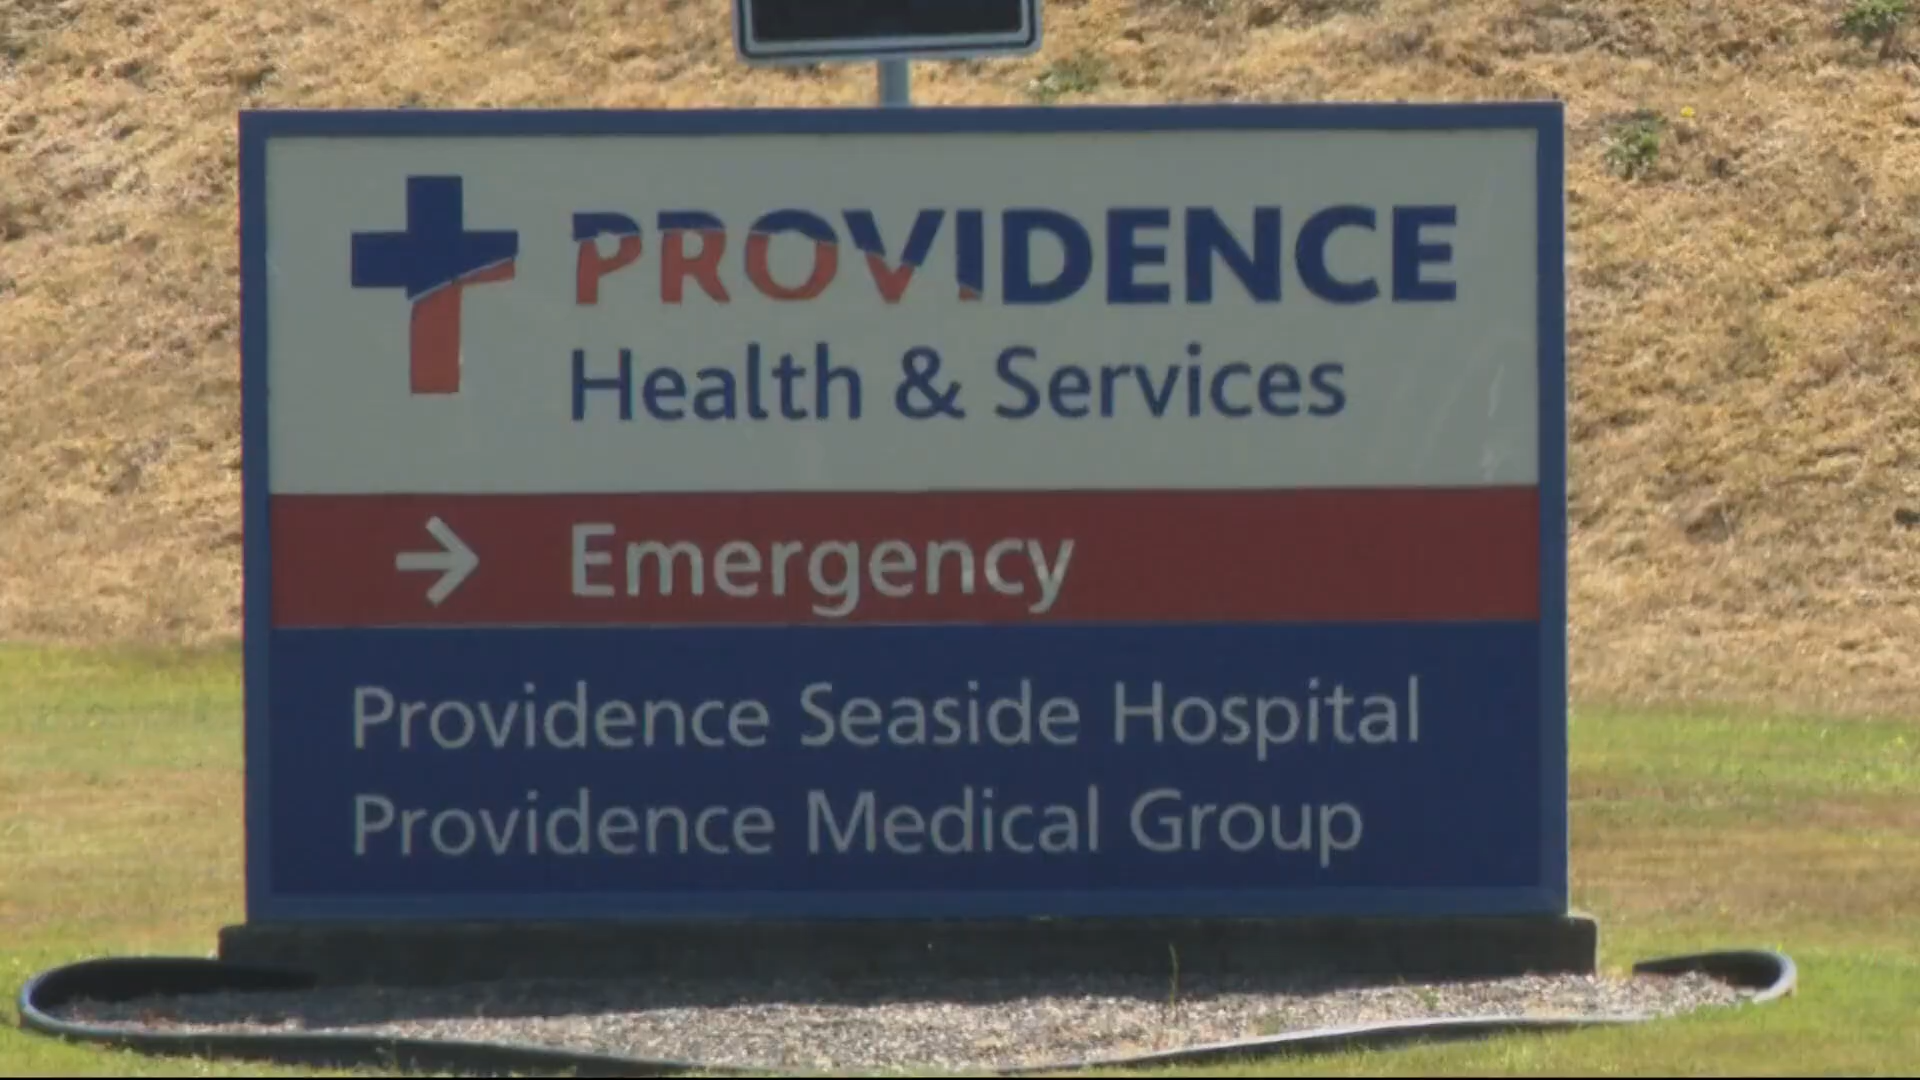 PROVIDENCE
Health & Services
→ Emergency
Providence Seaside Hospital
Providence Medical Group